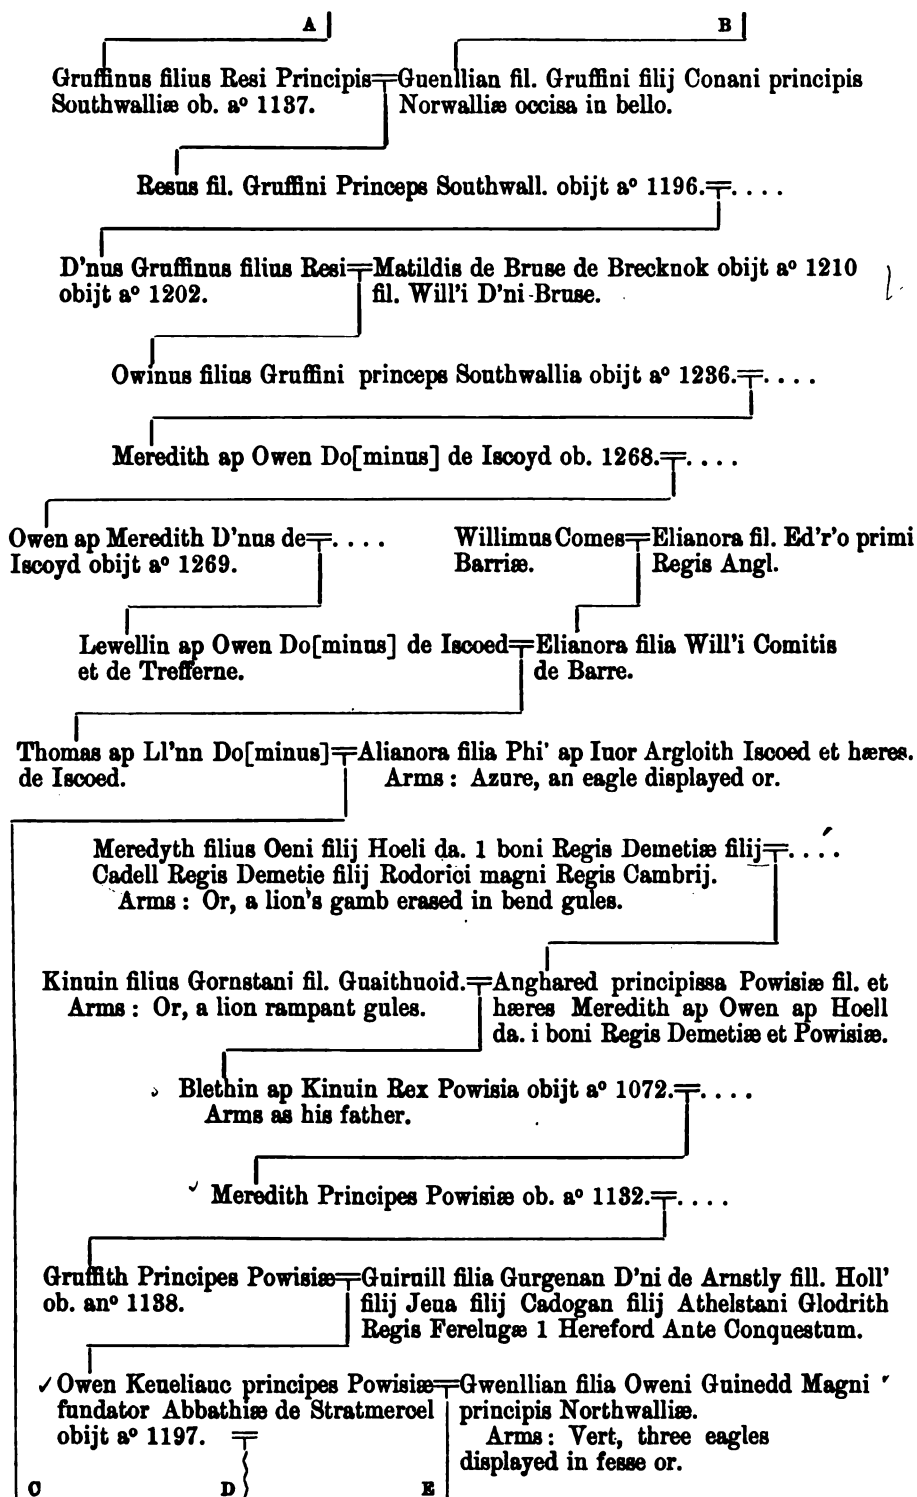 A B
Gruffinus filius Resi Principis Guenllian fil. Gruffini filij Conani principis
Southwalliæ ob. aº 1137. Norwalliæ occisa in bello.
Resus fil. Gruffini Princeps Southwall. obijt aº 1196. . . . .
D'nus Gruffinus filius Resi Matildis de Bruse de Brecknok obijt aº 1210
obijt aº 1202. fil. Will'i D'ni Bruse.
Owinus filius Gruffini princeps Southwallia obijt aº 1236. . . . .
Meredith ap Owen Do[minus] de Iscoyd ob. 1268. . . . .
Owen ap Meredith D'nus de . . . . Willimus Comes Elianora fil. Ed'r'o primi
Iscoyd obijt aº 1269. Barriæ. Regis Angl.
Lewellin ap Owen Do[minus] de Iscoed Elianora filia Will'i Comitis
et de Trefferne. de Barre.
Thomas ap Ll'nn Do[minus] Alianora filia Phi' ap Iuor Argloith Iscoed et hæres.
de Iscoed. Arms : Azure, an eagle displayed or.
Meredyth filius Oeni filij Hoeli da. 1 boni Regis Demetiæ filij . . . .
Cadell Regis Demetie filij Rodorici magni Regis Cambrij.
Arms : Or, a lion's gamb erased in bend gules.
Kinuin filius Gornstani fil. Guaithuoid. Anghared principissa Powisiæ fil. et
Arms : Or, a lion rampant gules. hæres Meredith ap Owen ap Hoell
da. i boni Regis Demetiæ et Powisiæ.
Blethin ap Kinuin Rex Powisia obijt aº 1072. . . . .
Arms as his father.
Meredith Principes Powisiæ ob. aº 1132. . . . .
Gruffith Principes Powisiæ Guiruill filia Gurgenan D'ni de Arnstly fill. Holl'
ob. anº 1138. filij Jeua filij Cadogan filij Athelstani Glodrith
Regis Ferelugæ 1 Hereford Ante Conquestum.
Owen Keueliauc principes Powisiæ Gwenllian filia Oweni Guinedd Magni
fundator Abbathiæ de Stratmercel principis Northwalliæ.
obijt aº 1197. Arms : Vert, three eagles
displayed in fesse or.
C D E